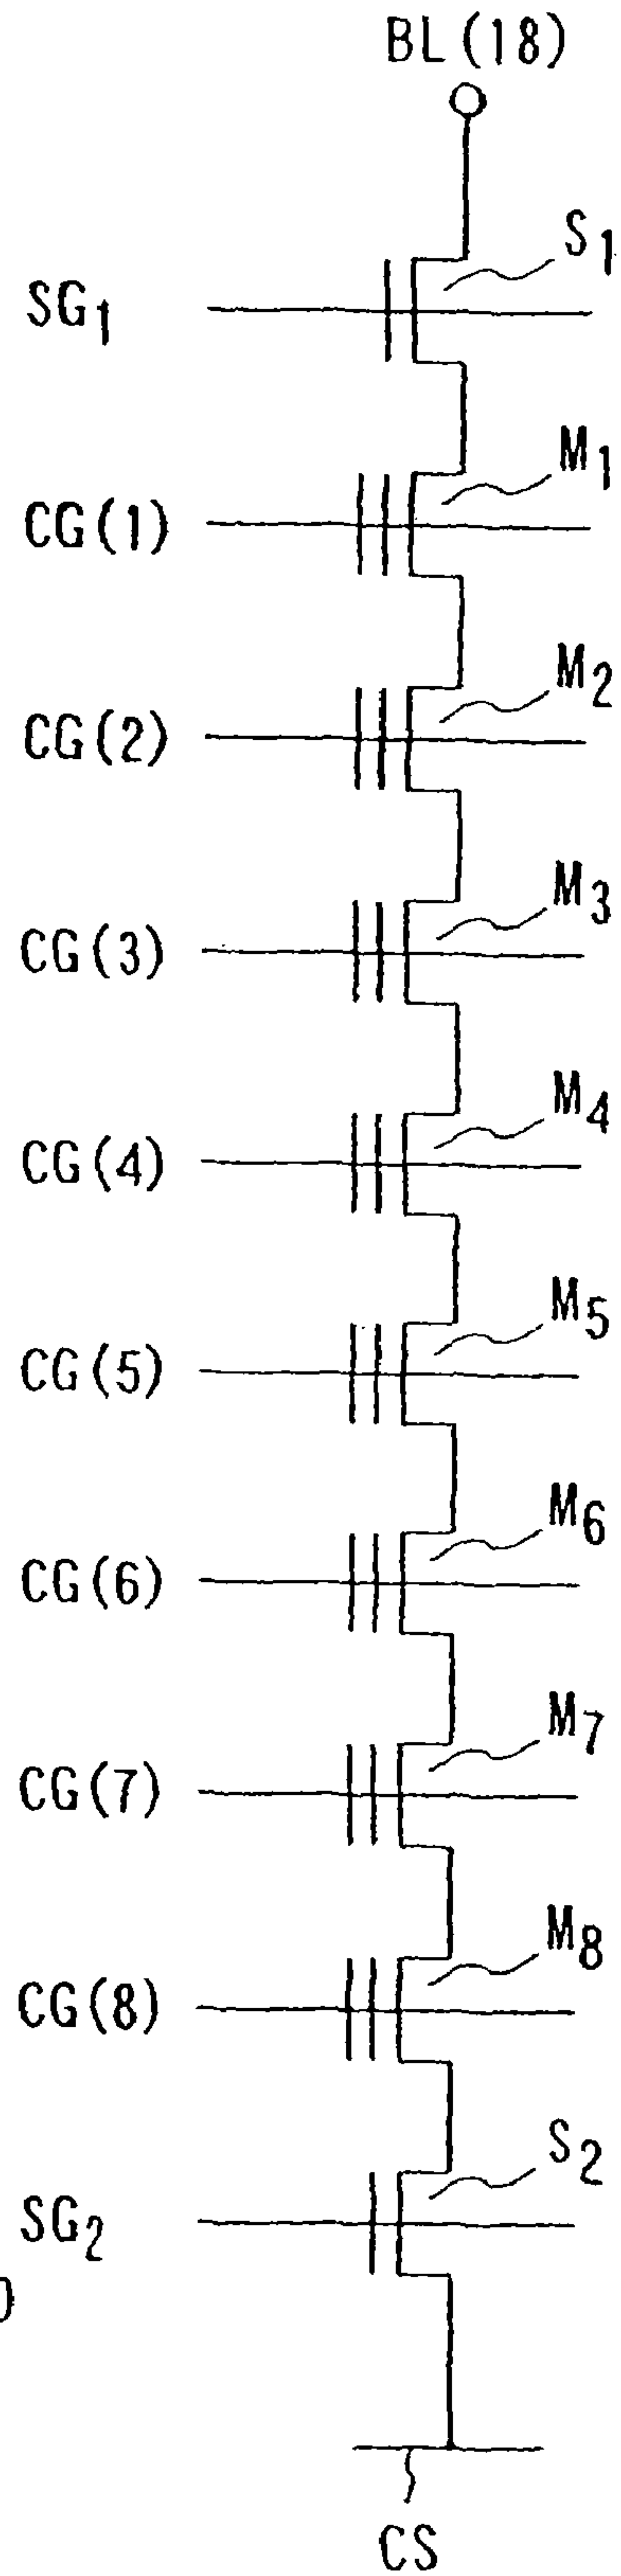 BL(18)
S1
SG1
M1
CG(1)
M2
CG(2)
M3
CG(3)
M4
CG(4)
M5
CG(5)
M6
CG(6)
M7
CG(7)
M8
CG(8)
S2
SG2
CS